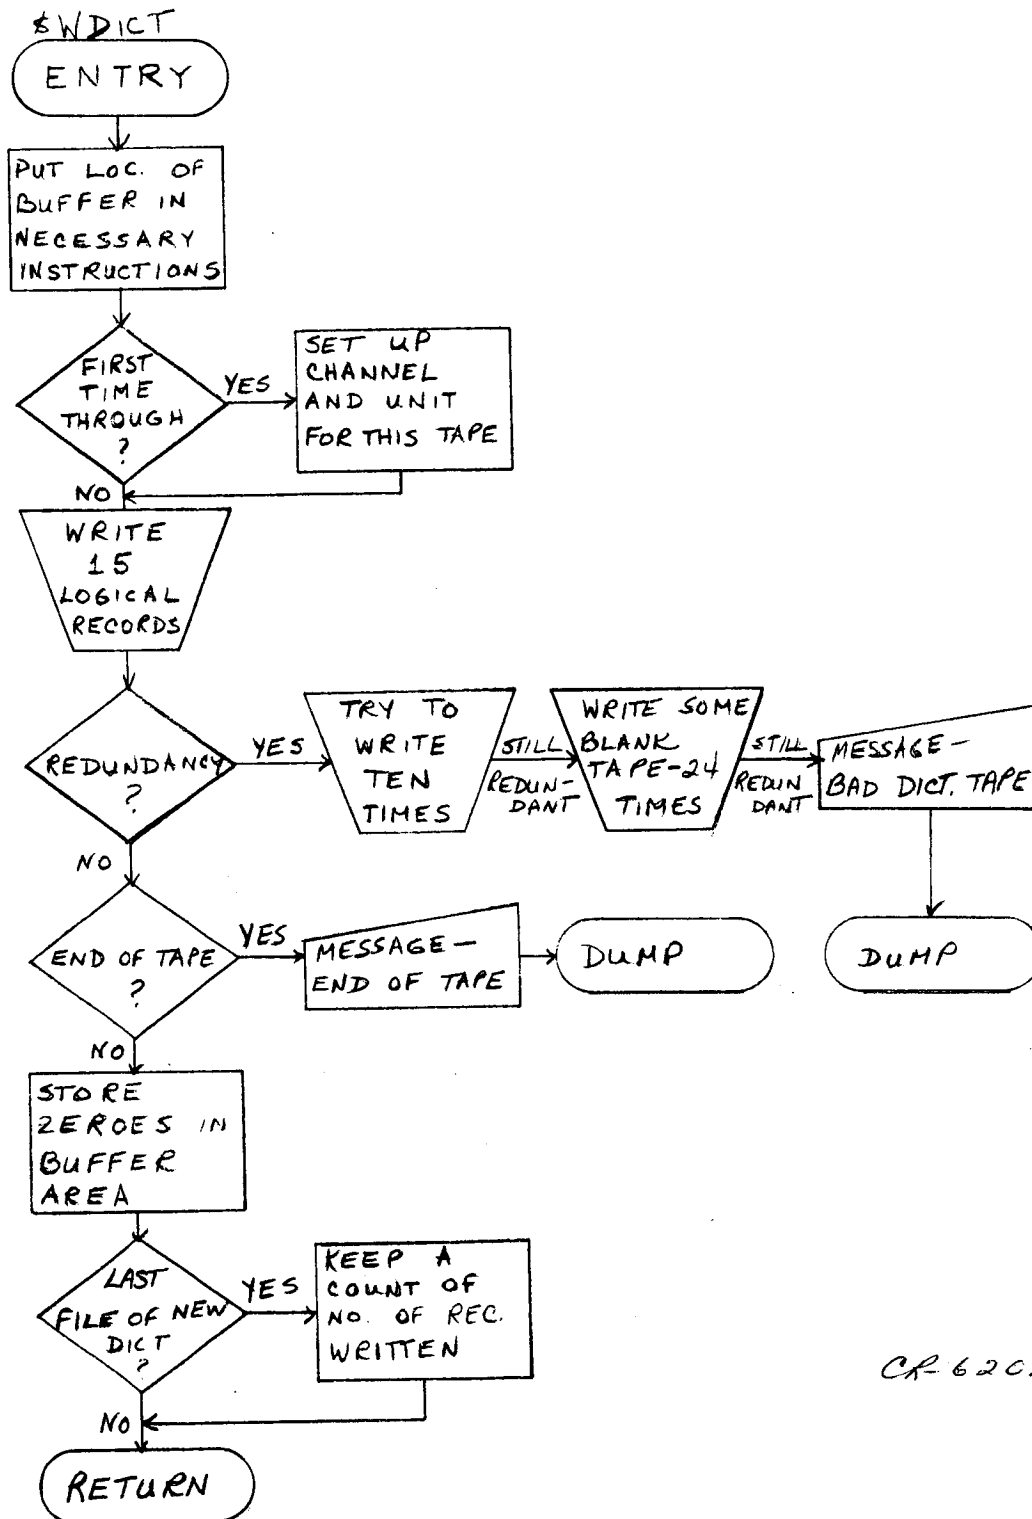 $WDICT
ENTRY
PUT LOC. OF
BUFFER IN
NECESSARY
INSTRUCTIONS
FIRST
TIME
THROUGH
?
YES
SET UP
CHANNEL
AND UNIT
FOR THIS TAPE
NO
WRITE
15
LOGICAL
RECORDS
REDUNDANCY
?
YES
TRY TO
WRITE
TEN
TIMES
STILL
REDUN-
DANT
WRITE SOME
BLANK
TAPE-24
TIMES
STILL
REDUN
DANT
MESSAGE-
BAD DICT. TAPE
DUMP
NO
END OF TAPE
?
YES
MESSAGE-
END OF TAPE
DUMP
NO
STORE
ZEROES IN
BUFFER
AREA
LAST
FILE OF NEW
DICT
?
YES
KEEP A
COUNT OF
NO. OF REC.
WRITTEN
NO
RETURN